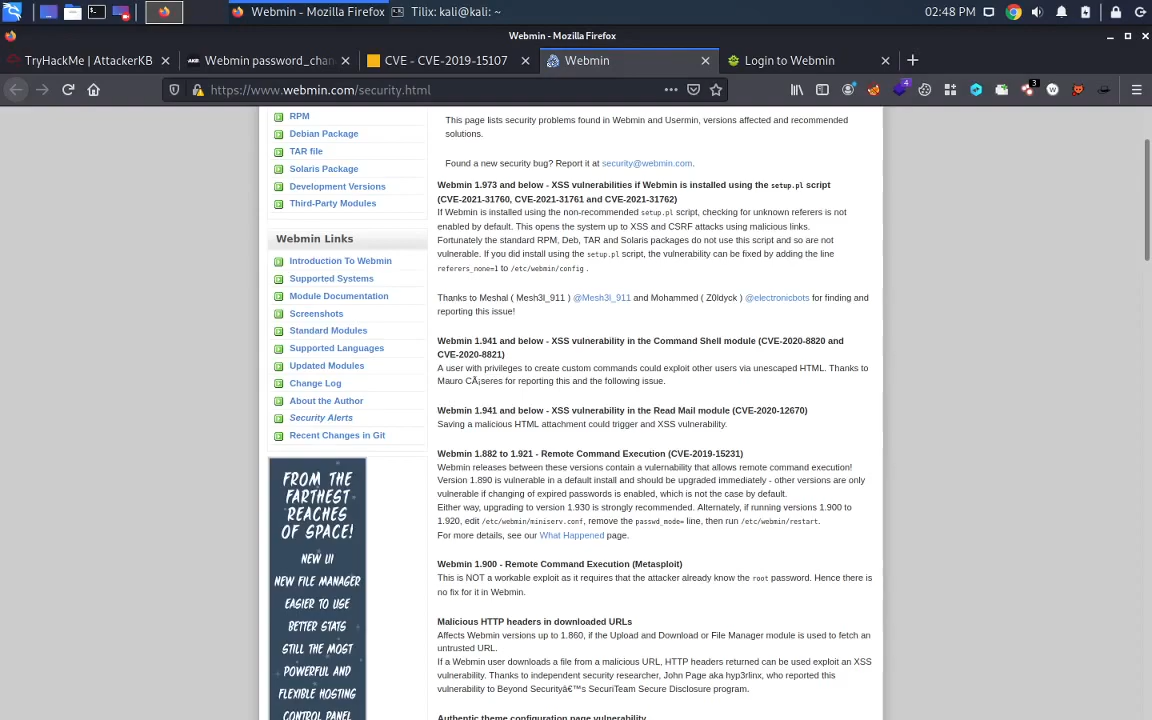 Webmin - Mozilla Firefox
Tilix: kali@kali: ~
02:48 PM
Webmin - Mozilla Firefox
TryHackMe | AttackerKB
Webmin password_chan
CVE - CVE-2019-15107
Webmin
Login to Webmin
https://www.webmin.com/security.html
4
3
RPM
Debian Package
TAR file
Solaris Package
Development Versions
Third-Party Modules
Webmin Links
Introduction To Webmin
Supported Systems
Module Documentation
Screenshots
Standard Modules
Supported Languages
Updated Modules
Change Log
About the Author
Security Alerts
Recent Changes in Git
FROM THE
FARTHEST
REACHES
OF SPACE!
NEW UI
NEW FILE MANAGER
EASIER TO USE
BETTER STATS
STILL THE MOST
POWERFUL AND
FLEXIBLE HOSTING
CONTROL PANEL
This page lists security problems found in Webmin and Usermin, versions affected and recommended
solutions.
Found a new security bug? Report it at security@webmin.com.
Webmin 1.973 and below - XSS vulnerabilities if Webmin is installed using the setup.pl script
(CVE-2021-31760, CVE-2021-31761 and CVE-2021-31762)
If Webmin is installed using the non-recommended setup.pl script, checking for unknown referers is not
enabled by default. This opens the system up to XSS and CSRF attacks using malicious links.
Fortunately the standard RPM, Deb, TAR and Solaris packages do not use this script and so are not
vulnerable. If you did install using the setup.pl script, the vulnerability can be fixed by adding the line
referers_none=1 to /etc/webmin/config .
Thanks to Meshal ( Mesh3l_911 ) @Mesh3l_911 and Mohammed ( Z0ldyck ) @electronicbots for finding and
reporting this issue!
Webmin 1.941 and below - XSS vulnerability in the Command Shell module (CVE-2020-8820 and
CVE-2020-8821)
A user with privileges to create custom commands could exploit other users via unescaped HTML. Thanks to
Mauro CÃ¡seres for reporting this and the following issue.
Webmin 1.941 and below - XSS vulnerability in the Read Mail module (CVE-2020-12670)
Saving a malicious HTML attachment could trigger and XSS vulnerability.
Webmin 1.882 to 1.921 - Remote Command Execution (CVE-2019-15231)
Webmin releases between these versions contain a vulernability that allows remote command execution!
Version 1.890 is vulnerable in a default install and should be upgraded immediately - other versions are only
vulnerable if changing of expired passwords is enabled, which is not the case by default.
Either way, upgrading to version 1.930 is strongly recommended. Alternately, if running versions 1.900 to
1.920, edit /etc/webmin/miniserv.conf, remove the passwd_mode= line, then run /etc/webmin/restart.
For more details, see our What Happened page.
Webmin 1.900 - Remote Command Execution (Metasploit)
This is NOT a workable exploit as it requires that the attacker already know the root password. Hence there is
no fix for it in Webmin.
Malicious HTTP headers in downloaded URLs
Affects Webmin versions up to 1.860, if the Upload and Download or File Manager module is used to fetch an
untrusted URL.
If a Webmin user downloads a file from a malicious URL, HTTP headers returned can be used exploit an XSS
vulnerability. Thanks to independent security researcher, John Page aka hyp3rlinx, who reported this
vulnerability to Beyond Securityâ€™s SecuriTeam Secure Disclosure program.
Authentic theme configuration page vulnerability